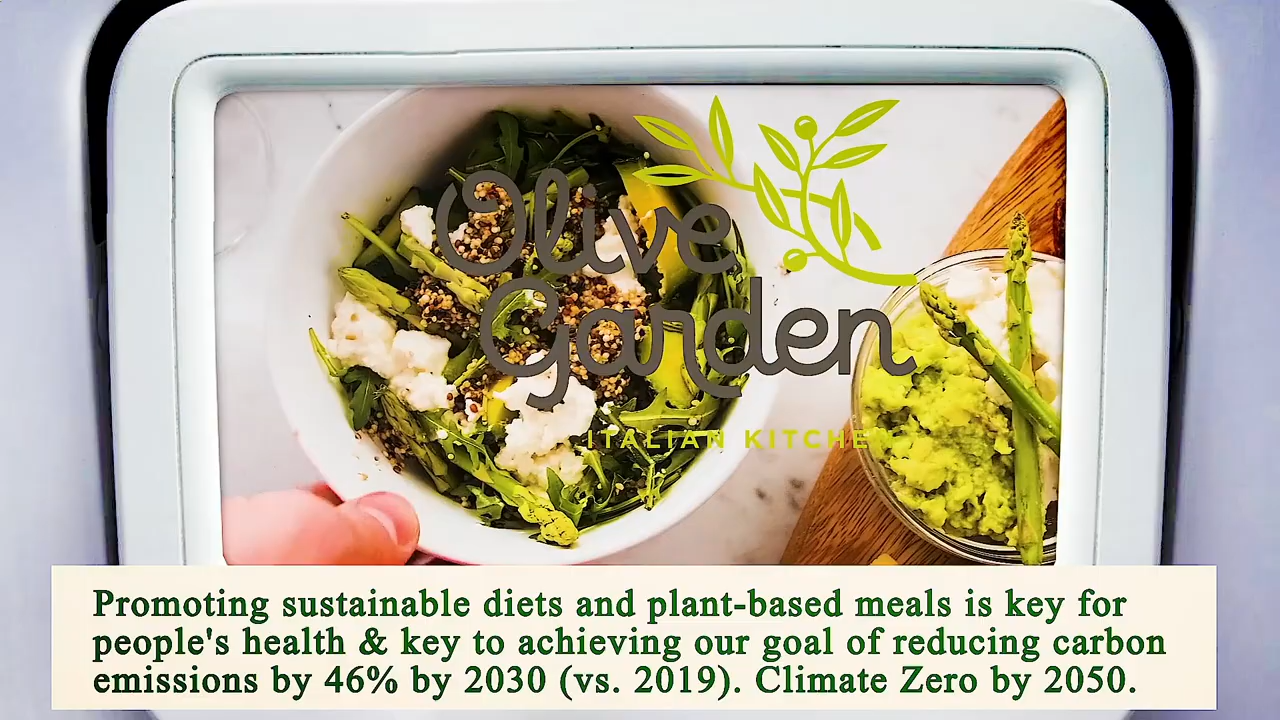 Olive
Garden
ITALIAN KITCHEN
Promoting sustainable diets and plant-based meals is key for
people's health & key to achieving our goal of reducing carbon
emissions by 46% by 2030 (vs. 2019). Climate Zero by 2050.